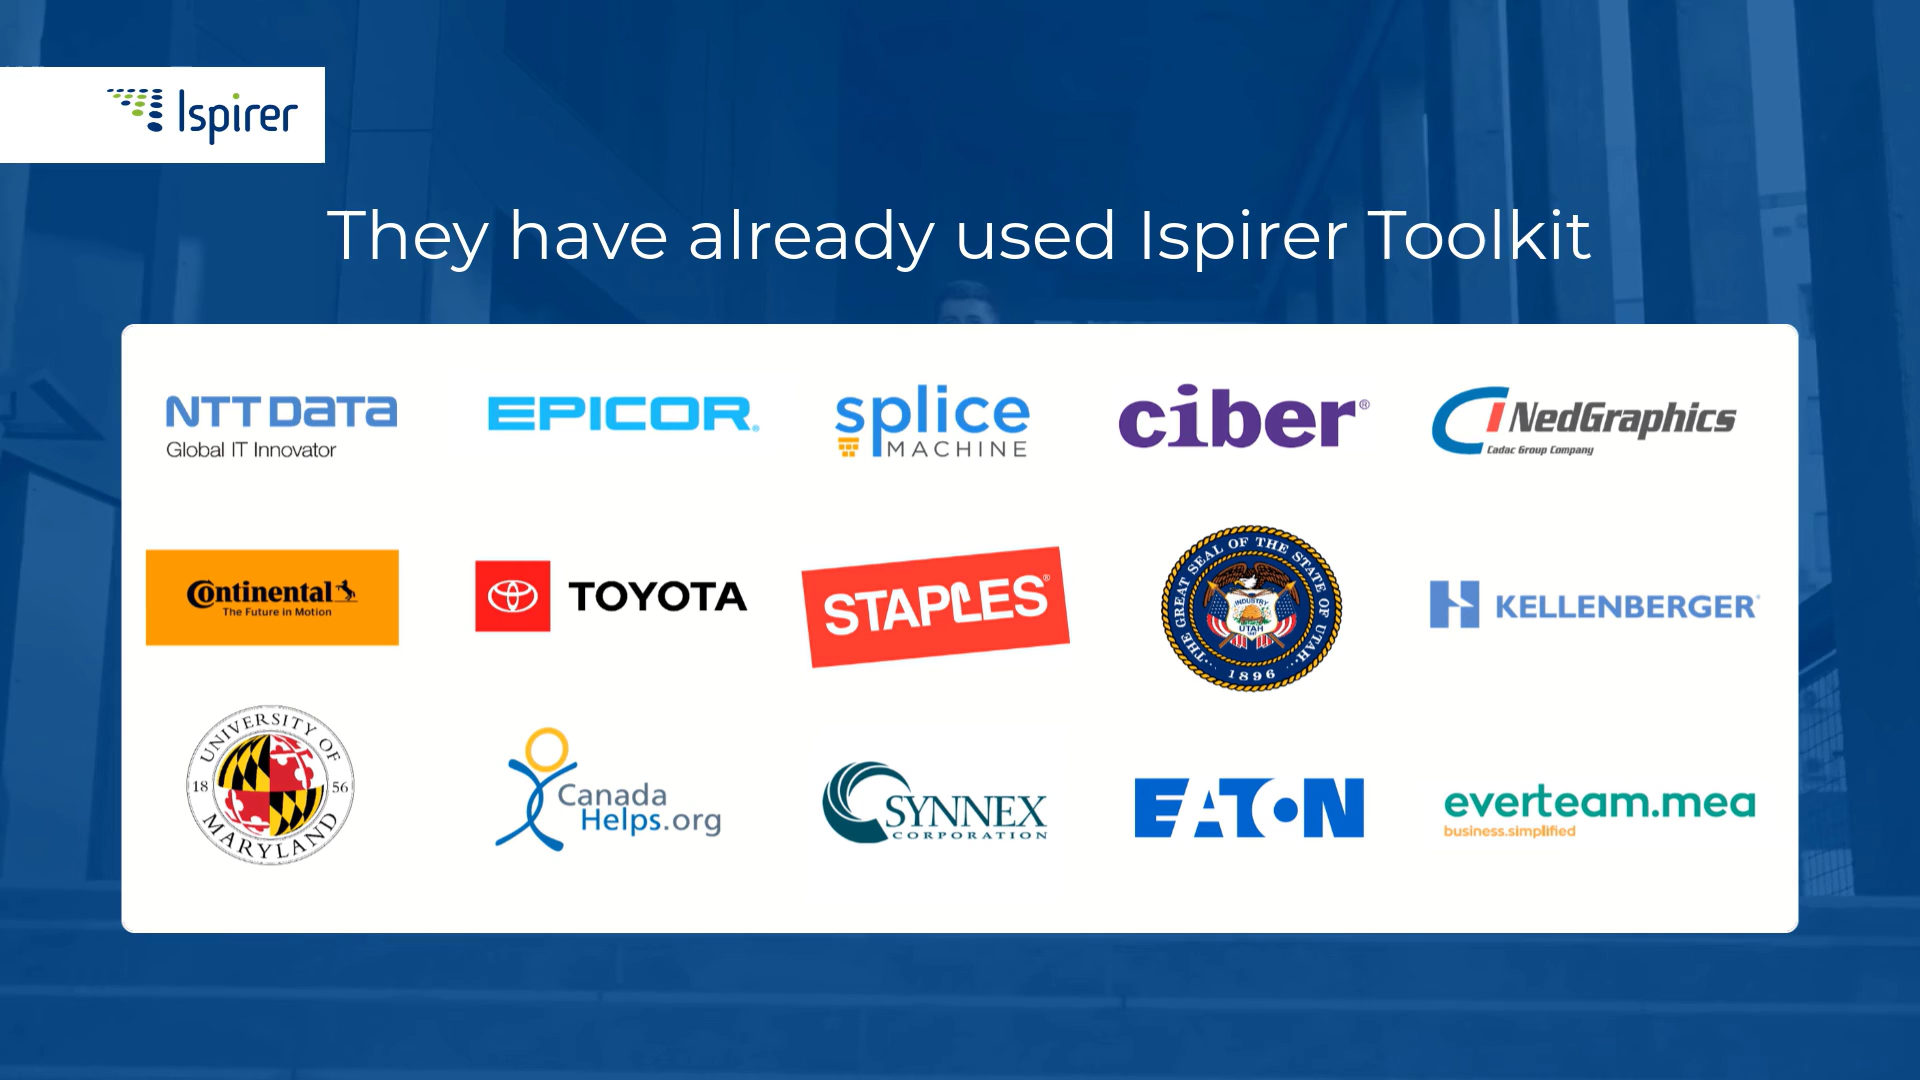 Ispirer
They have already used Ispirer Toolkit
NTT DATA
Global IT Innovator
EPICOR®
splice
MACHINE
ciber®
NedGraphics
Cadac Group Company
Continental
The Future in Motion
TOYOTA
STAPLES®
THE GREAT SEAL OF THE STATE OF UTAH
INDUSTRY
UTAH
1847
1896
KELLENBERGER
UNIVERSITY OF
18 56
MARYLAND
Canada
Helps.org
SYNNEX
CORPORATION
EATON
everteam.mea
business.simplified